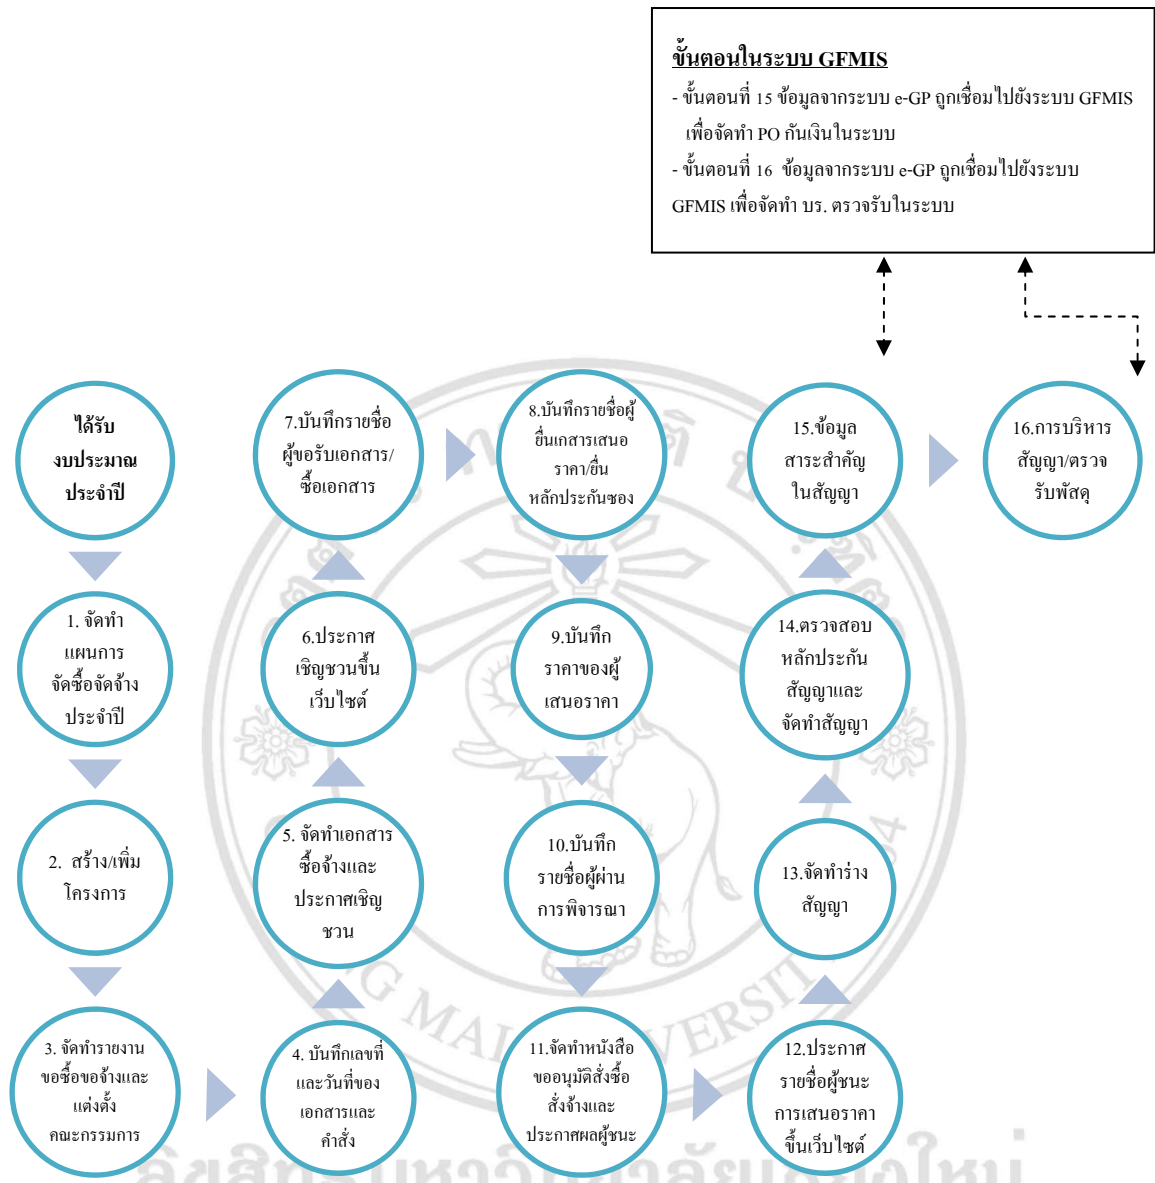 ขั้นตอนในระบบ GFMIS
- ขั้นตอนที่ 15 ข้อมูลจากระบบ e-GP ถูกเชื่อมไปยังระบบ GFMIS
เพื่อจัดทำ PO กันเงินในระบบ
- ขั้นตอนที่ 16 ข้อมูลจากระบบ e-GP ถูกเชื่อมไปยังระบบ
GFMIS เพื่อจัดทำ บร. ตรวจรับในระบบ
ได้รับ
งบประมาณ
ประจำปี
1. จัดทำ
แผนการ
จัดซื้อจัดจ้าง
ประจำปี
2. สร้าง/เพิ่ม
โครงการ
3. จัดทำรายงาน
ขอซื้อขอจ้างและ
แต่งตั้ง
คณะกรรมการ
4. บันทึกเลขที่
และวันที่ของ
เอกสารและ
คำสั่ง
5. จัดทำเอกสาร
ซื้อจ้างและ
ประกาศเชิญ
ชวน
6.ประกาศ
เชิญชวนขึ้น
เว็บไซต์
7.บันทึกรายชื่อ
ผู้ขอรับเอกสาร/
ซื้อเอกสาร
8.บันทึกรายชื่อผู้
ยื่นเกสารเสนอ
ราคา/ยื่น
หลักประกันซอง
9.บันทึก
ราคาของผู้
เสนอราคา
10.บันทึก
รายชื่อผู้ผ่าน
การพิจารณา
11.จัดทำหนังสือ
ขออนุมัติสั่งซื้อ
สั่งจ้างและ
ประกาศผลผู้ชนะ
12.ประกาศ
รายชื่อผู้ชนะ
การเสนอราคา
ขึ้นเว็บไซต์
13.จัดทำร่าง
สัญญา
14.ตรวจสอบ
หลักประกัน
สัญญาและ
จัดทำสัญญา
15.ข้อมูล
สาระสำคัญ
ในสัญญา
16.การบริหาร
สัญญา/ตรวจ
รับพัสดุ